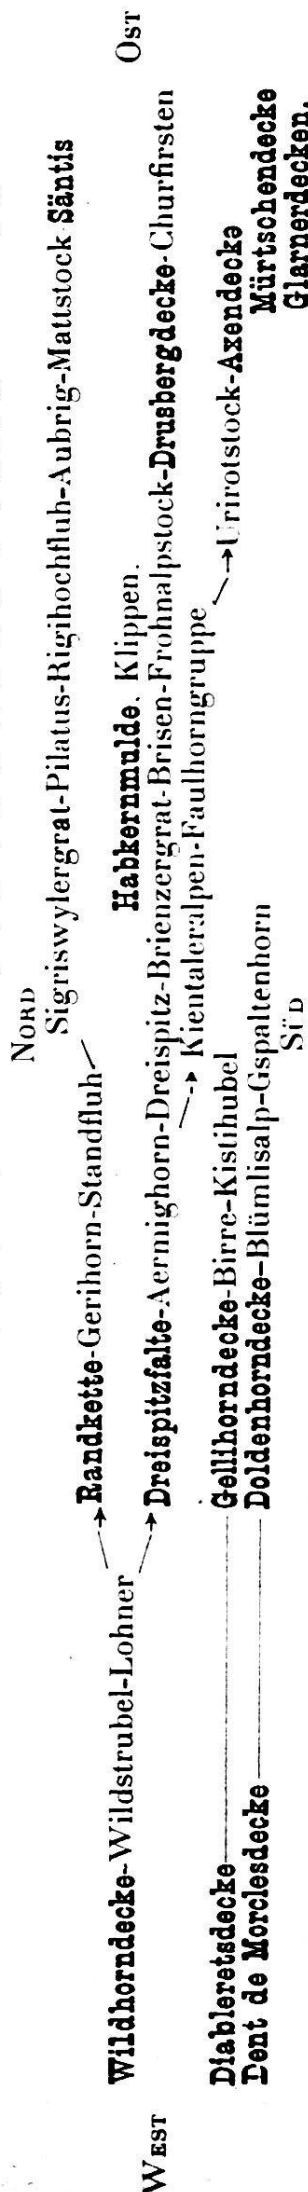 NORD
Sigriswylergrat-Pilatus-Rigihochfluh-Aubrig-Mattstock-Säntis
Randkette-Gerihorn-Standfluh
Habkernmulde. Klippen.
WEST
OST
Wildhorndecke-Wildstrubel-Lohner
Dreispitzfalte-Aermighorn-Dreispitz-Brienzergrat-Brisen-Frohnalpstock-Drusbergdecke-Churfirsten
Kientaleralpen-Faulhorngruppe
Urirotstock-Axendecke
Mürtschendecke
Glarnerdecken.
Diableretsdecke
Gellihorndecke-Birre-Kistihubel
Dent de Morclesdecke
Doldenhorndecke-Blümlisalp-Gspaltenhorn
SÜD